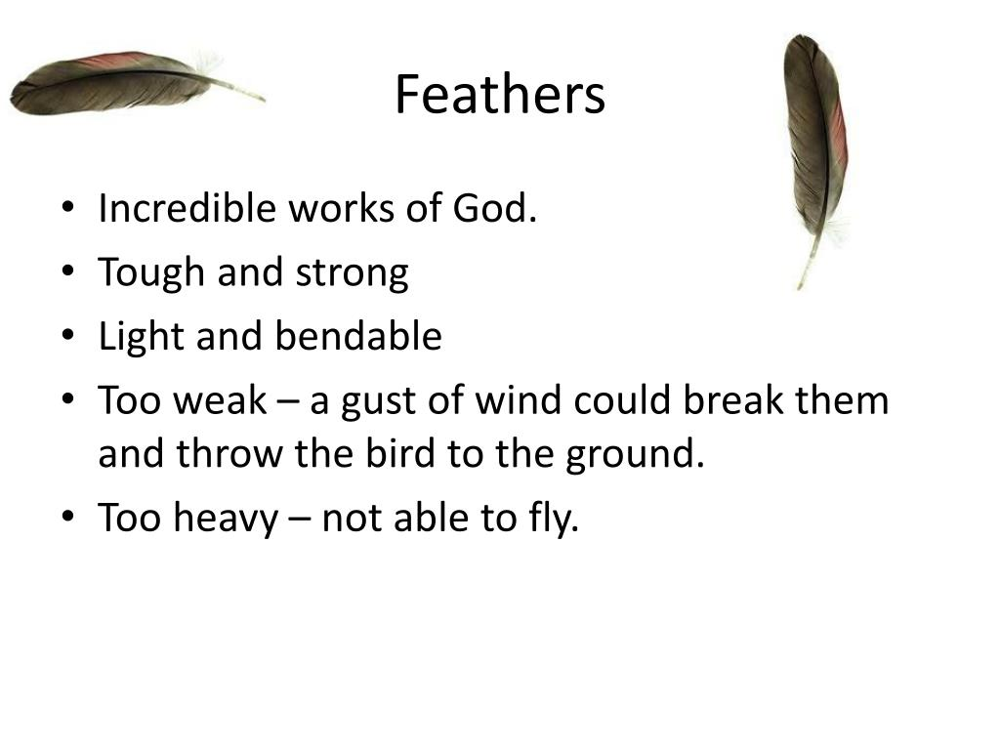 Feathers
• Incredible works of God.
• Tough and strong
• Light and bendable
• Too weak – a gust of wind could break them
and throw the bird to the ground.
• Too heavy – not able to fly.